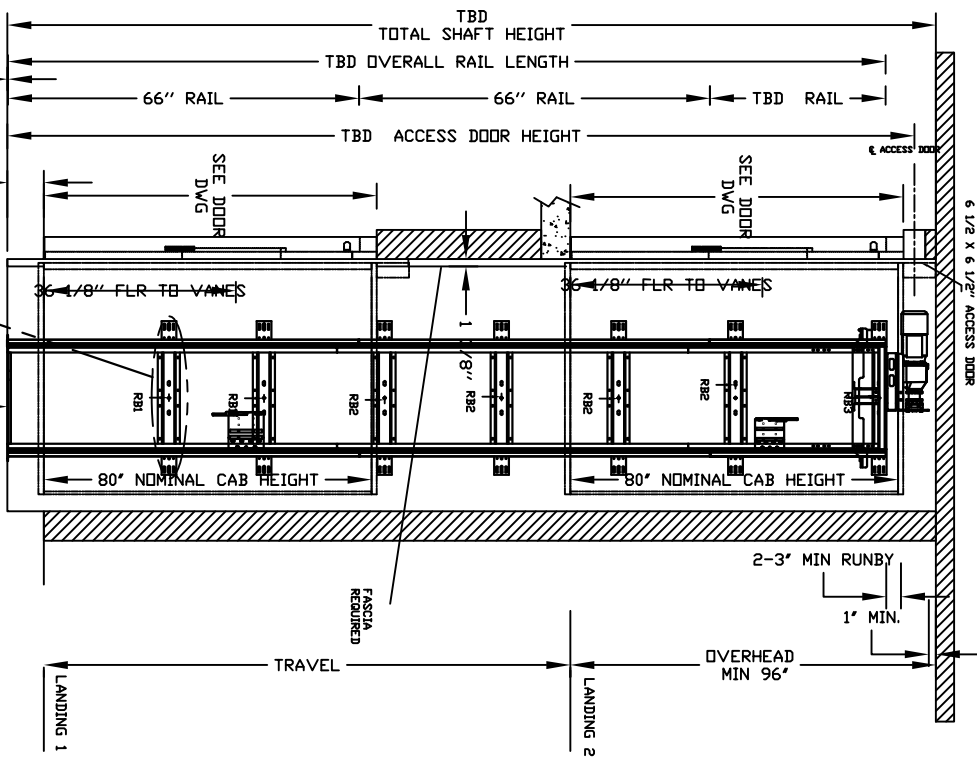 TBD
TOTAL SHAFT HEIGHT
TBD OVERALL RAIL LENGTH
66" RAIL
66" RAIL
TBD RAIL
TBD ACCESS DOOR HEIGHT
℄ ACCESS DOOR
6 1/2 X 6 1/2" ACCESS DOOR
SEE DOOR
DWG
SEE DOOR
DWG
36 1/8" FLR TO VANES
36 1/8" FLR TO VANES
RB1
RB1
RB2
RB2
RB2
RB2
RB3
80" NOMINAL CAB HEIGHT
80" NOMINAL CAB HEIGHT
2-3" MIN RUNBY
1" MIN.
FASCIA
REQUIRED
TRAVEL
OVERHEAD
MIN 96"
LANDING 1
LANDING 2